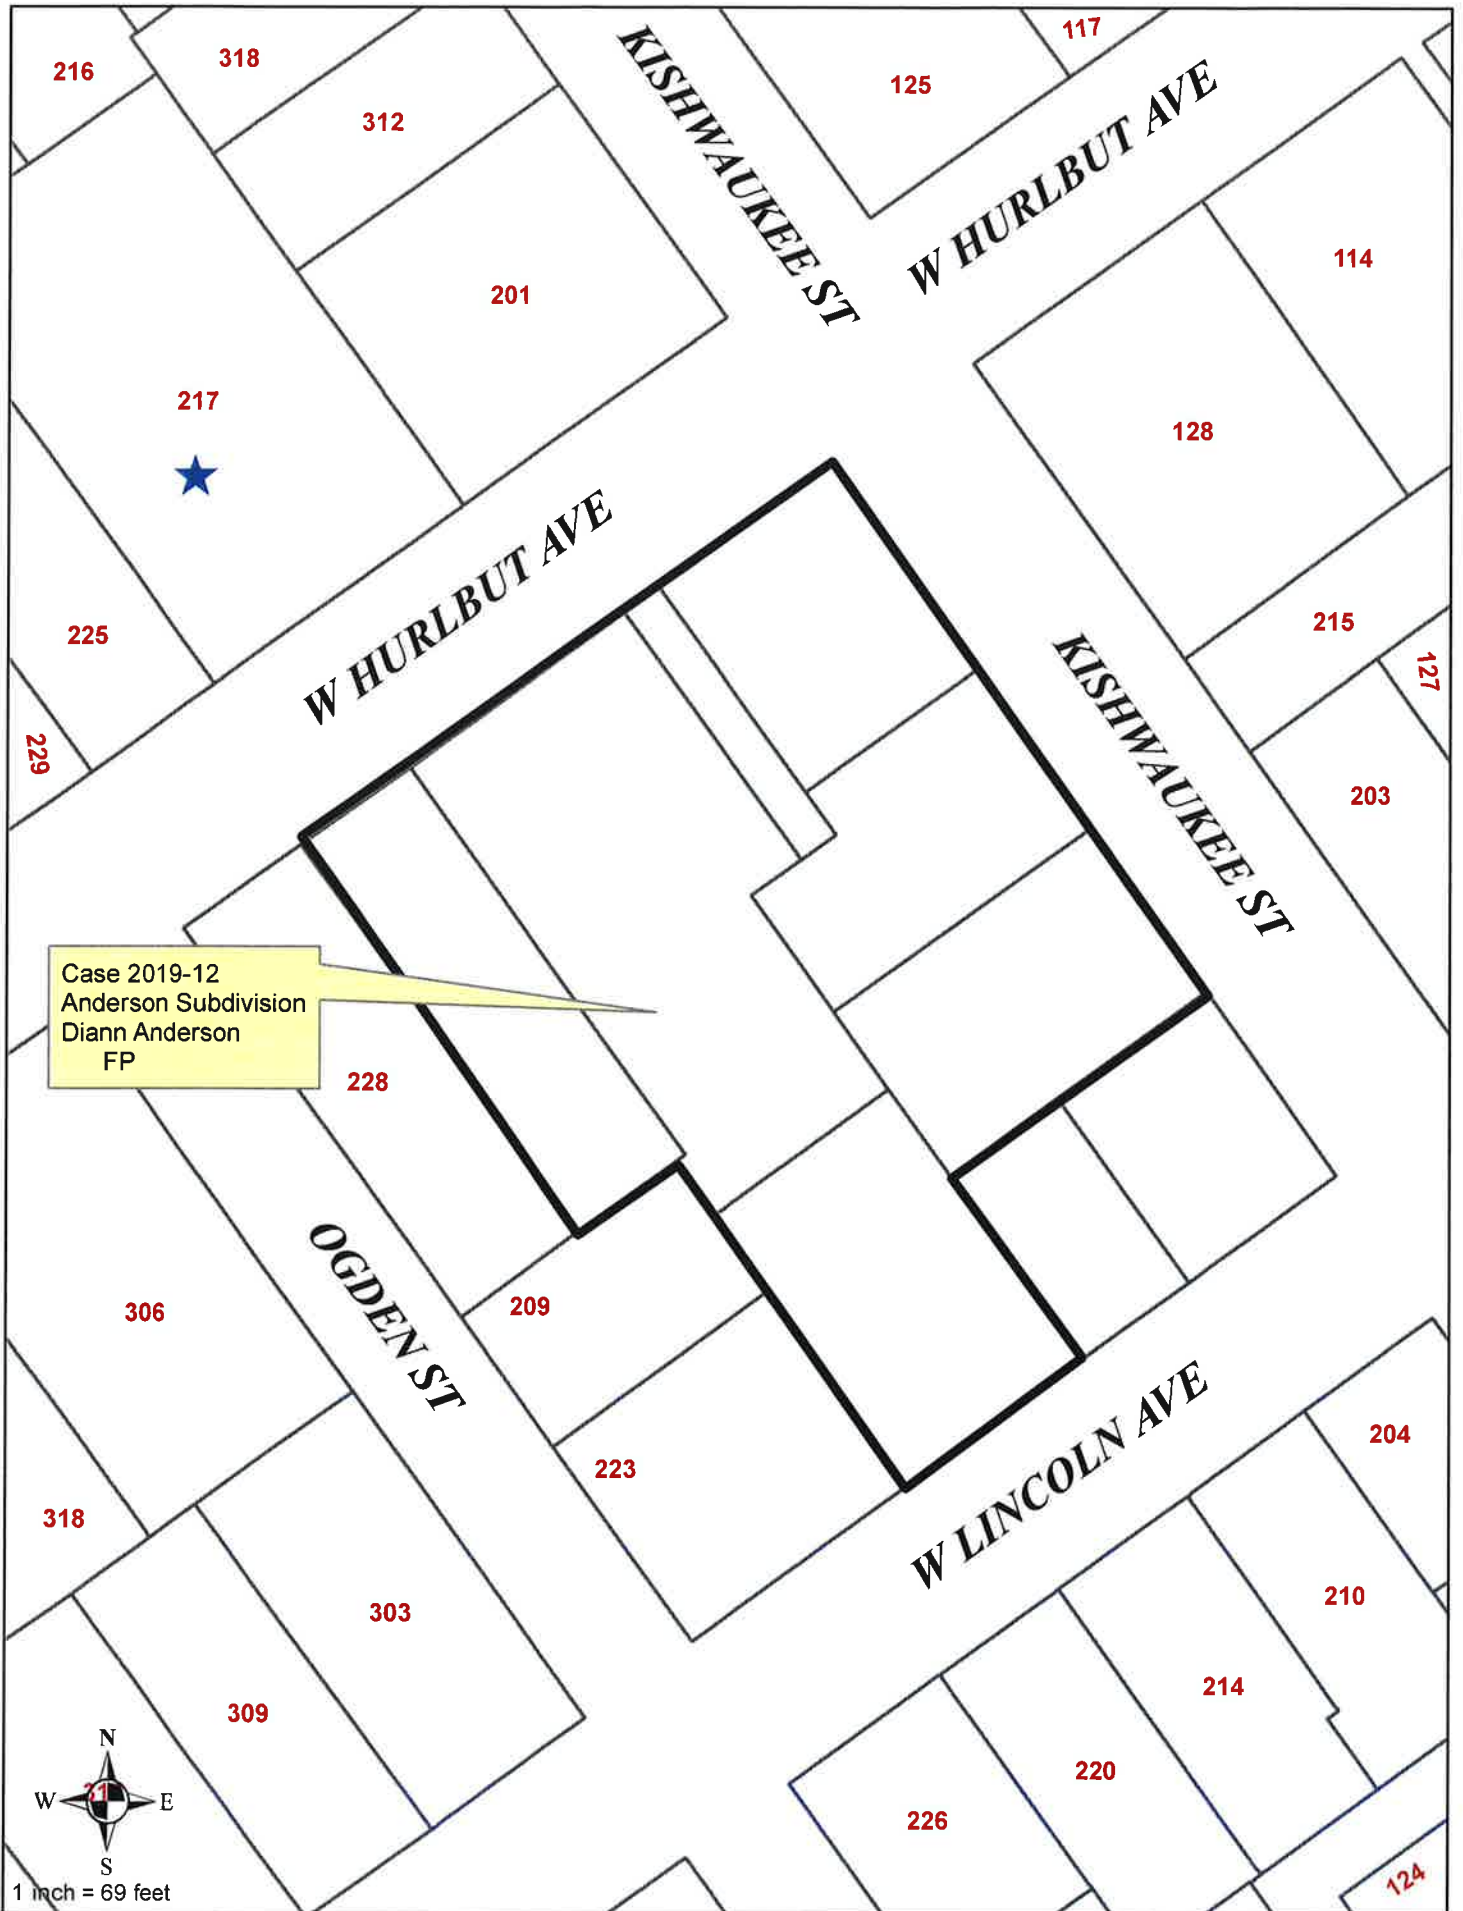 216
318
312
KISHWAUKEE ST
125
117
W HURLBUT AVE
201
114
217
128
W HURLBUT AVE
225
215
127
229
KISHWAUKEE ST
203
Case 2019-12
Anderson Subdivision
Diann Anderson
FP
228
OGDEN ST
306
209
W LINCOLN AVE
204
223
318
303
210
309
214
220
226
N
W
E
S
124
1 inch = 69 feet